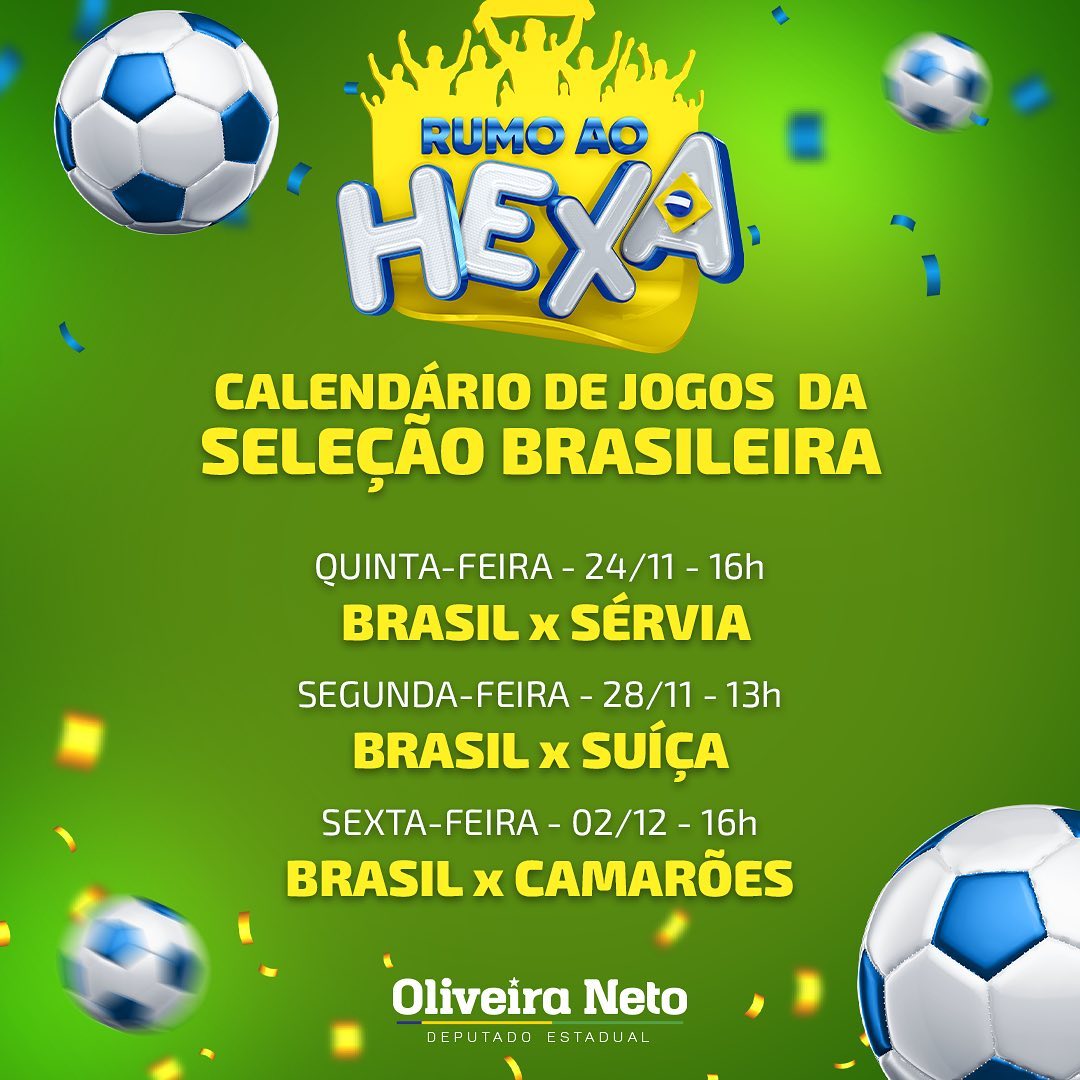 RUMO AO
HEXA
CALENDÁRIO DE JOGOS DA
SELEÇÃO BRASILEIRA
QUINTA-FEIRA - 24/11 - 16h
BRASIL x SÉRVIA
SEGUNDA-FEIRA - 28/11 - 13h
BRASIL x SUÍÇA
SEXTA-FEIRA - 02/12 - 16h
BRASIL x CAMARÕES
Oliveira Neto
DEPUTADO ESTADUAL